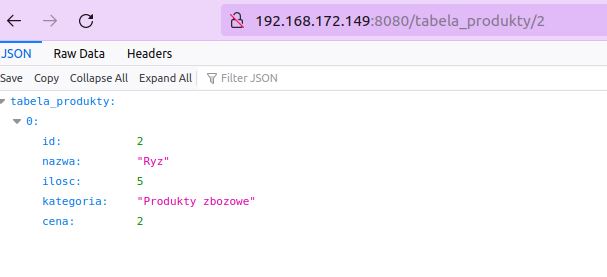 192.168.172.149:8080/tabela_produkty/2
JSON Raw Data Headers
Save Copy Collapse All Expand All Filter JSON
tabela_produkty:
0:
id: 2
nazwa: "Ryz"
ilosc: 5
kategoria: "Produkty zbozowe"
cena: 2